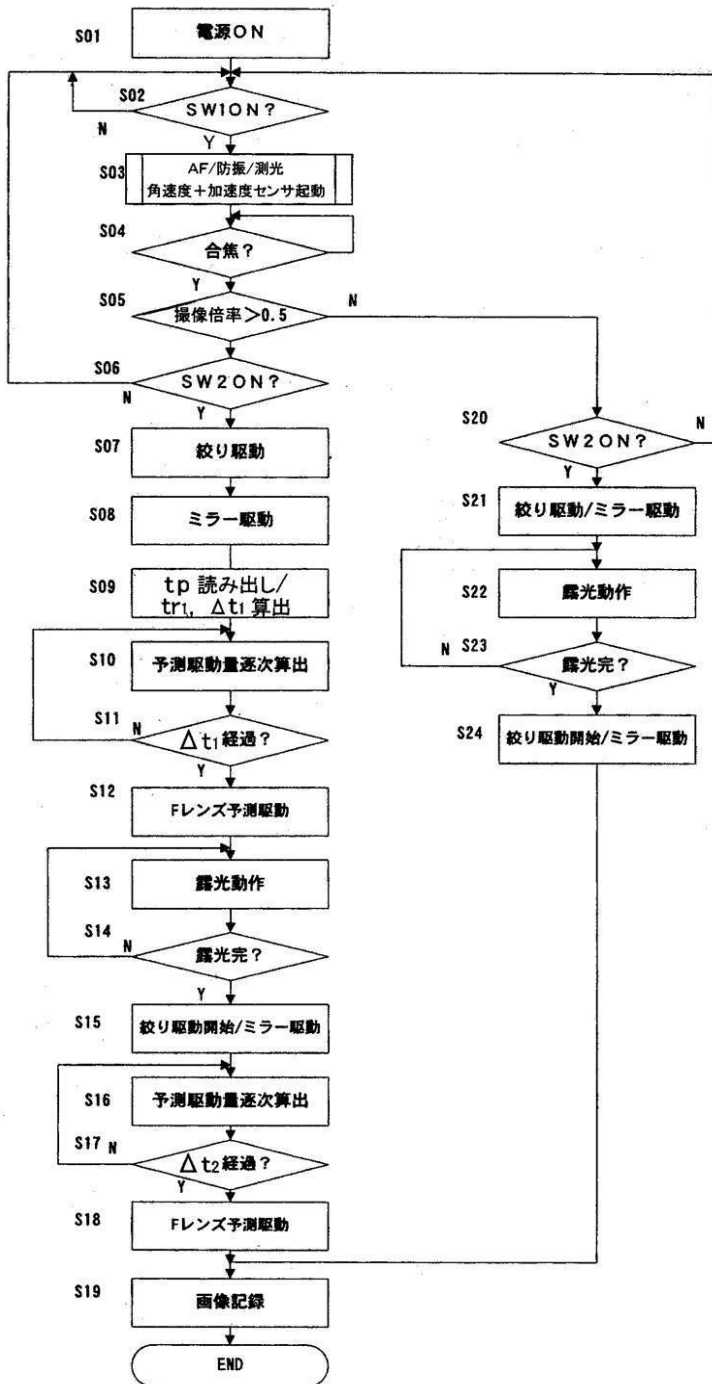 S01
電源ON
S02
SW1ON?
N
Y
S03
AF/防振/測光
角速度+加速度センサ起動
S04
合焦?
Y
S05
撮像倍率>0.5
N
S06
SW2ON?
N
Y
S07
絞り駆動
S08
ミラー駆動
S09
tp 読み出し/
tr1, Δt1 算出
S10
予測駆動量逐次算出
S11
N
Δt1 経過?
Y
S12
Fレンズ予測駆動
S13
露光動作
S14
N
露光完?
Y
S15
絞り駆動開始/ミラー駆動
S16
予測駆動量逐次算出
S17
N
Δt2 経過?
Y
S18
Fレンズ予測駆動
S19
画像記録
END
S20
SW2ON?
N
Y
S21
絞り駆動/ミラー駆動
S22
露光動作
S23
N
露光完?
Y
S24
絞り駆動開始/ミラー駆動